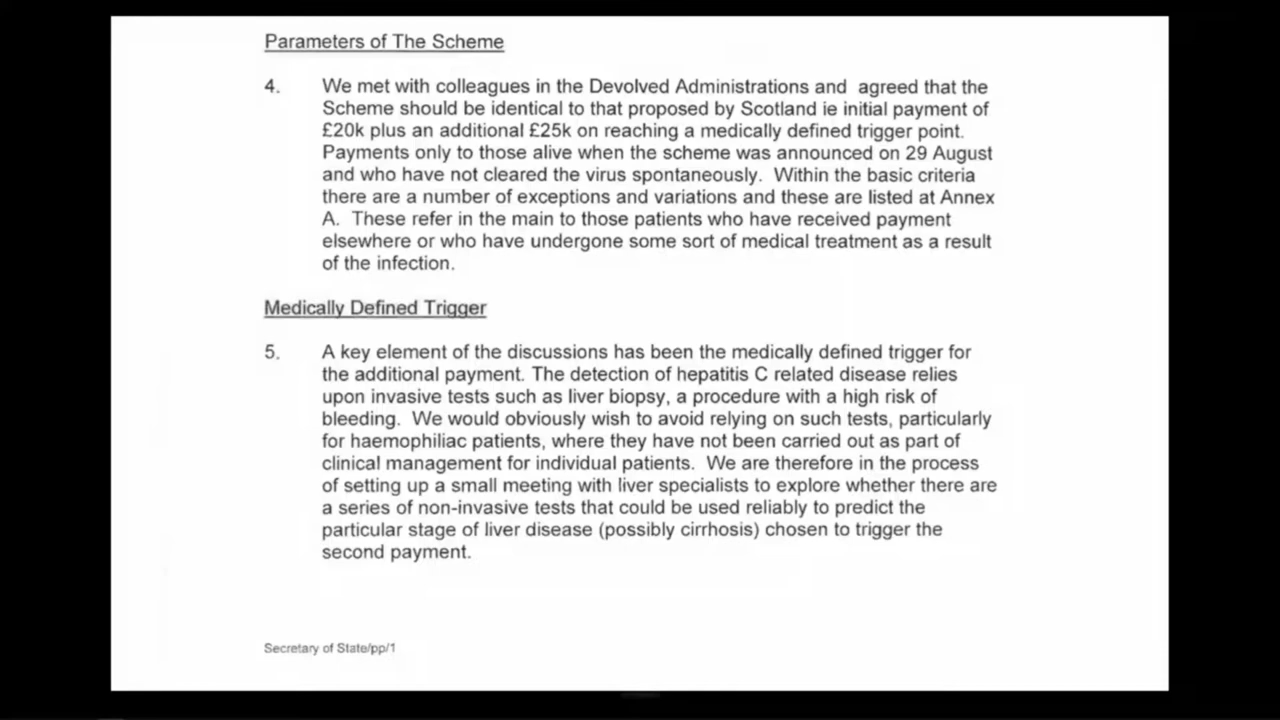 Parameters of The Scheme
4. We met with colleagues in the Devolved Administrations and agreed that the
Scheme should be identical to that proposed by Scotland ie initial payment of
£20k plus an additional £25k on reaching a medically defined trigger point.
Payments only to those alive when the scheme was announced on 29 August
and who have not cleared the virus spontaneously. Within the basic criteria
there are a number of exceptions and variations and these are listed at Annex
A. These refer in the main to those patients who have received payment
elsewhere or who have undergone some sort of medical treatment as a result
of the infection.
Medically Defined Trigger
5. A key element of the discussions has been the medically defined trigger for
the additional payment. The detection of hepatitis C related disease relies
upon invasive tests such as liver biopsy, a procedure with a high risk of
bleeding. We would obviously wish to avoid relying on such tests, particularly
for haemophiliac patients, where they have not been carried out as part of
clinical management for individual patients. We are therefore in the process
of setting up a small meeting with liver specialists to explore whether there are
a series of non-invasive tests that could be used reliably to predict the
particular stage of liver disease (possibly cirrhosis) chosen to trigger the
second payment.
Secretary of State/pp/1